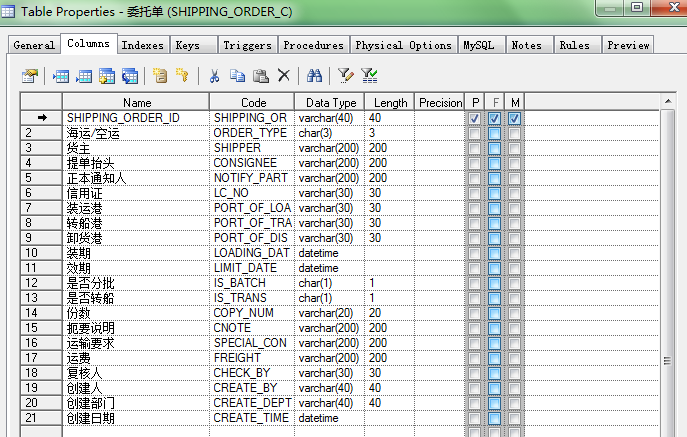 Table Properties - 委托单 (SHIPPING_ORDER_C)
General Columns Indexes Keys Triggers Procedures Physical Options MySQL Notes Rules Preview
Name Code Data Type Length Precision P F M
SHIPPING_ORDER_ID SHIPPING_OR varchar(40) 40
2 海运/空运 ORDER_TYPE char(3) 3
3 货主 SHIPPER varchar(200) 200
4 提单抬头 CONSIGNEE varchar(200) 200
5 正本通知人 NOTIFY_PART varchar(200) 200
6 信用证 LC_NO varchar(30) 30
7 装运港 PORT_OF_LOA varchar(30) 30
8 转船港 PORT_OF_TRA varchar(30) 30
9 卸货港 PORT_OF_DIS varchar(30) 30
10 装期 LOADING_DAT datetime
11 效期 LIMIT_DATE datetime
12 是否分批 IS_BATCH char(1) 1
13 是否转船 IS_TRANS char(1) 1
14 份数 COPY_NUM varchar(20) 20
15 扼要说明 CNOTE varchar(200) 200
16 运输要求 SPECIAL_CON varchar(200) 200
17 运费 FREIGHT varchar(200) 200
18 复核人 CHECK_BY varchar(30) 30
19 创建人 CREATE_BY varchar(40) 40
20 创建部门 CREATE_DEPT varchar(40) 40
21 创建日期 CREATE_TIME datetime